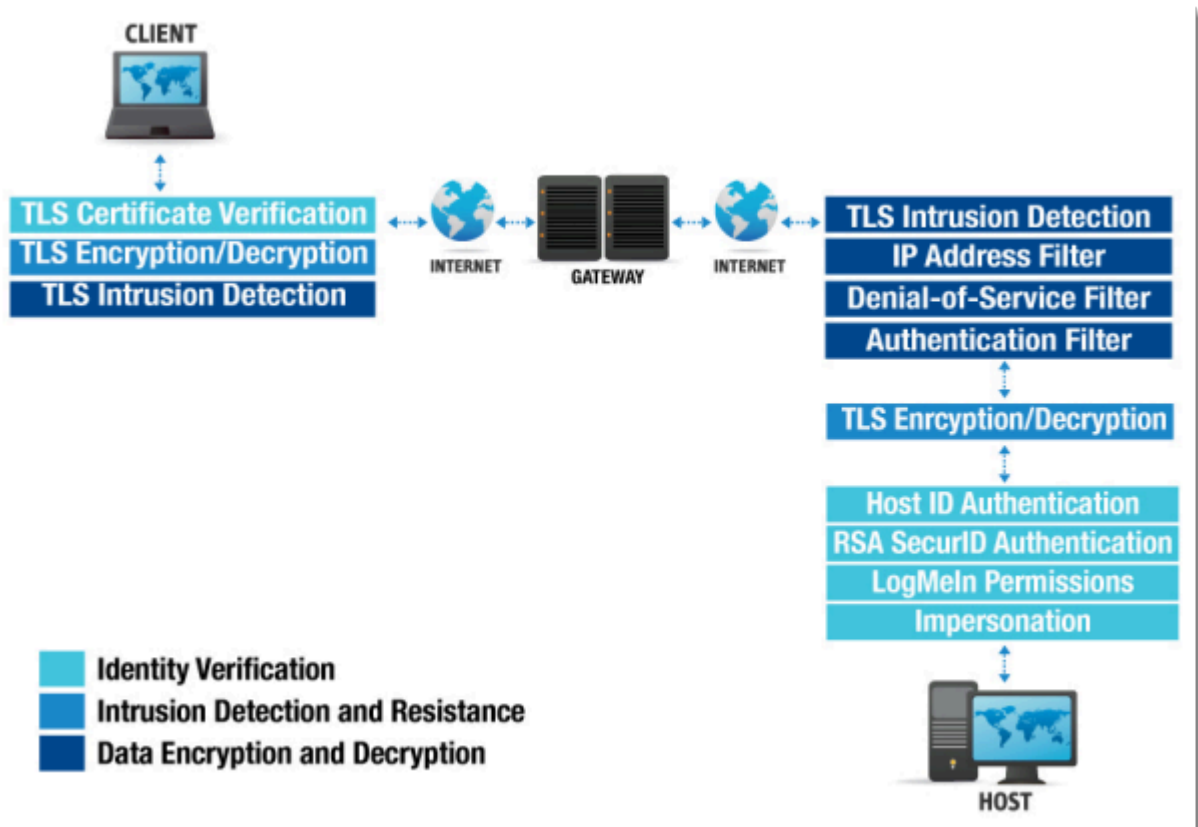 CLIENT
TLS Certificate Verification
TLS Encryption/Decryption
TLS Intrusion Detection
INTERNET
GATEWAY
INTERNET
TLS Intrusion Detection
IP Address Filter
Denial-of-Service Filter
Authentication Filter
TLS Enrcyption/Decryption
Host ID Authentication
RSA SecurID Authentication
LogMeIn Permissions
Impersonation
HOST
Identity Verification
Intrusion Detection and Resistance
Data Encryption and Decryption